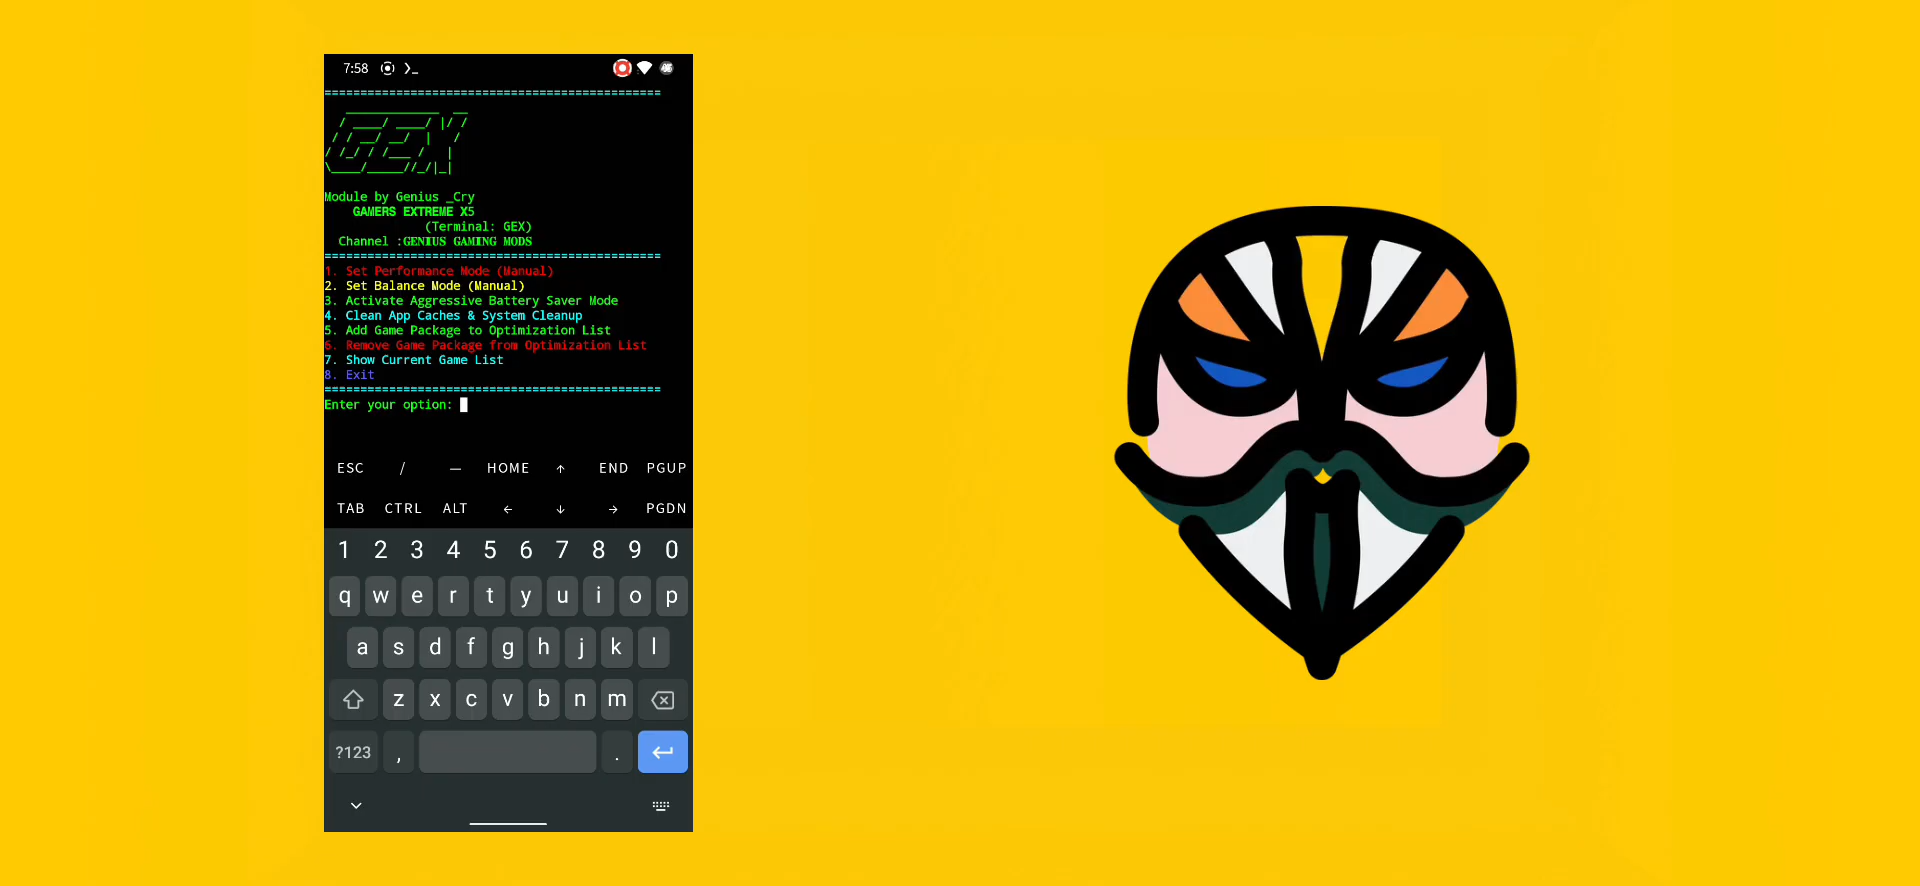 7:58
=============================================
GEX
Module by Genius _Cry
GAMERS EXTREME X5
(Terminal: GEX)
Channel :GENIUS GAMING MODS
=============================================
1. Set Performance Mode (Manual)
2. Set Balance Mode (Manual)
3. Activate Aggressive Battery Saver Mode
4. Clean App Caches & System Cleanup
5. Add Game Package to Optimization List
6. Remove Game Package from Optimization List
7. Show Current Game List
8. Exit
=============================================
Enter your option:
ESC / — HOME ↑ END PGUP
TAB CTRL ALT ← ↓ → PGDN
1 2 3 4 5 6 7 8 9 0
q w e r t y u i o p
a s d f g h j k l
z x c v b n m
?123 , .